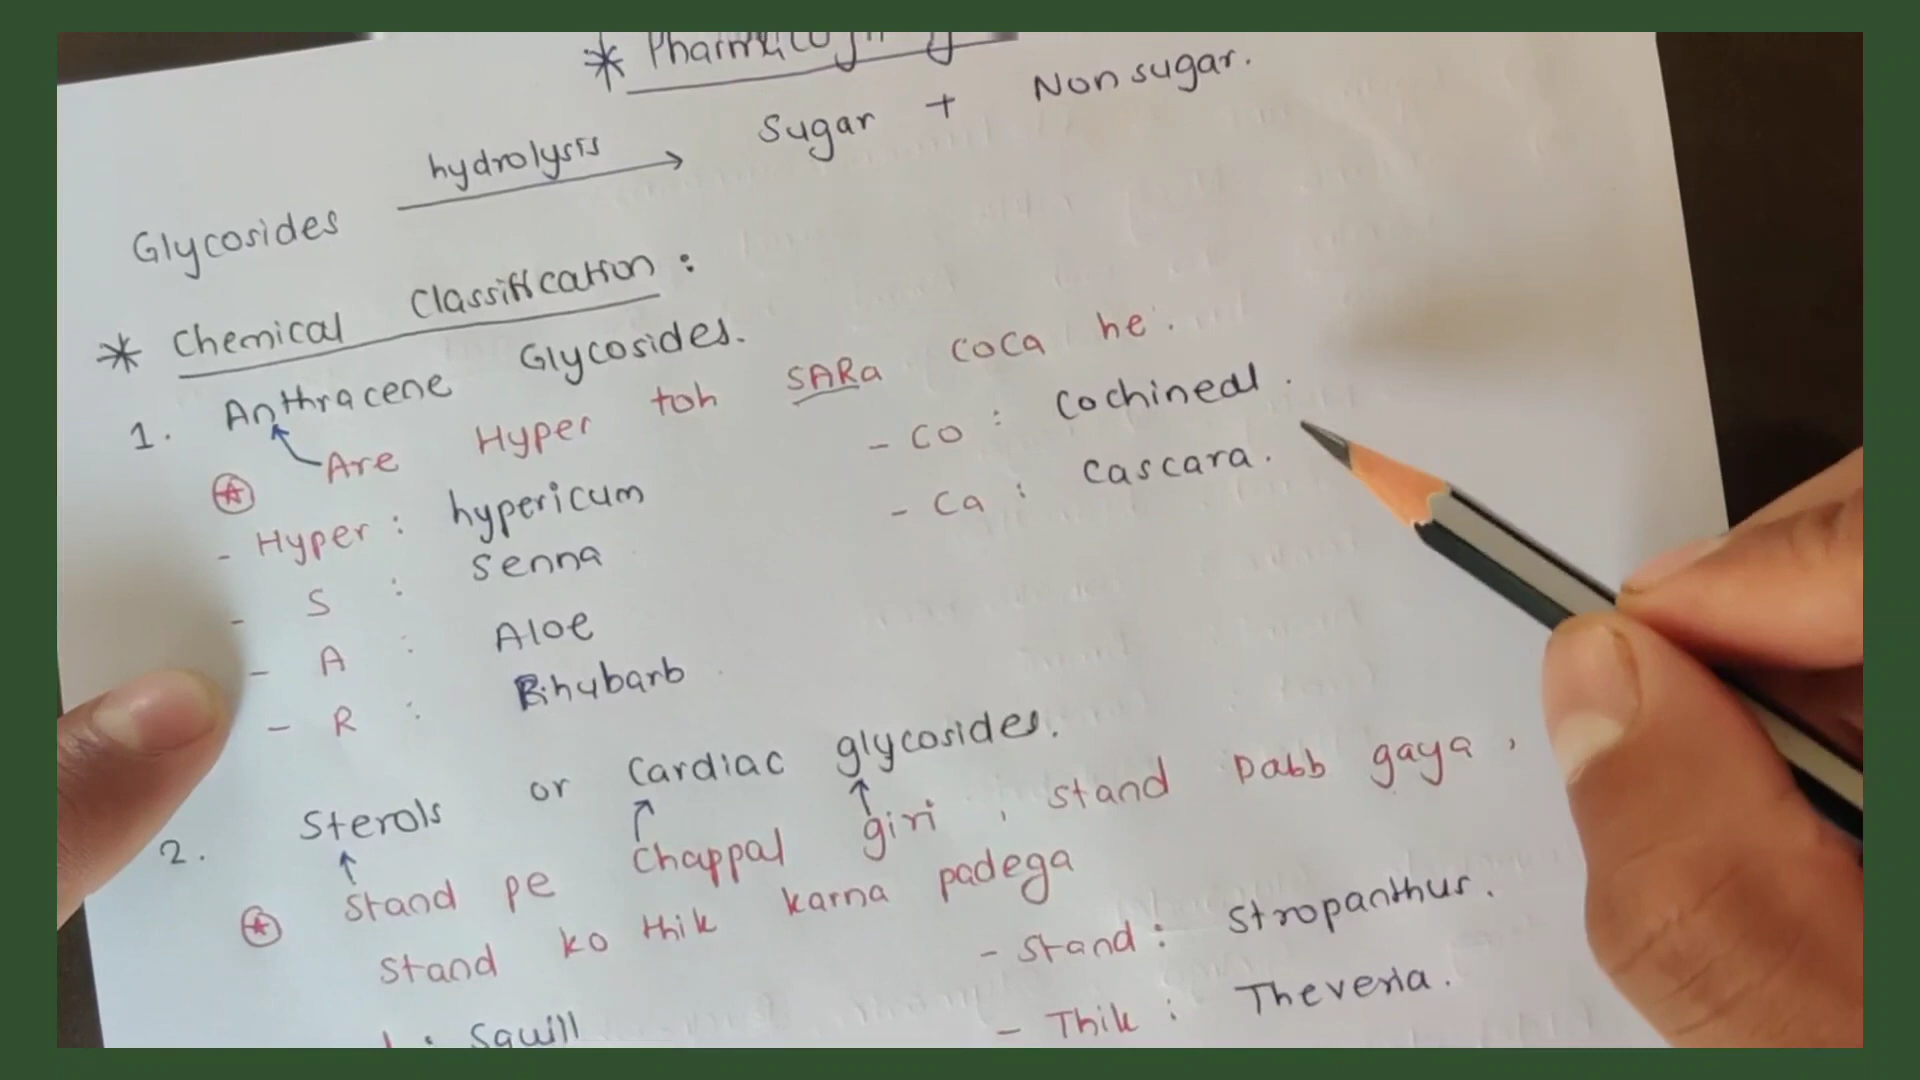 * Pharmacogny
Glycosides hydrolysis → Sugar + Non sugar.
* Chemical Classification :
1. Anthracene Glycosides.
Are Hyper toh SARa coca he.
- Hyper : hypericum
- S : Senna
- A : Aloe
- R : Rhubarb
- Co : Cochineal.
- Ca : Cascara.
2. Sterols or Cardiac glycosides.
Stand pe Chappal giri, stand Dabb gaya,
Stand ko thik karna padega
: Squill
- Stand : Stropanthus.
- Thik : Thevetia.